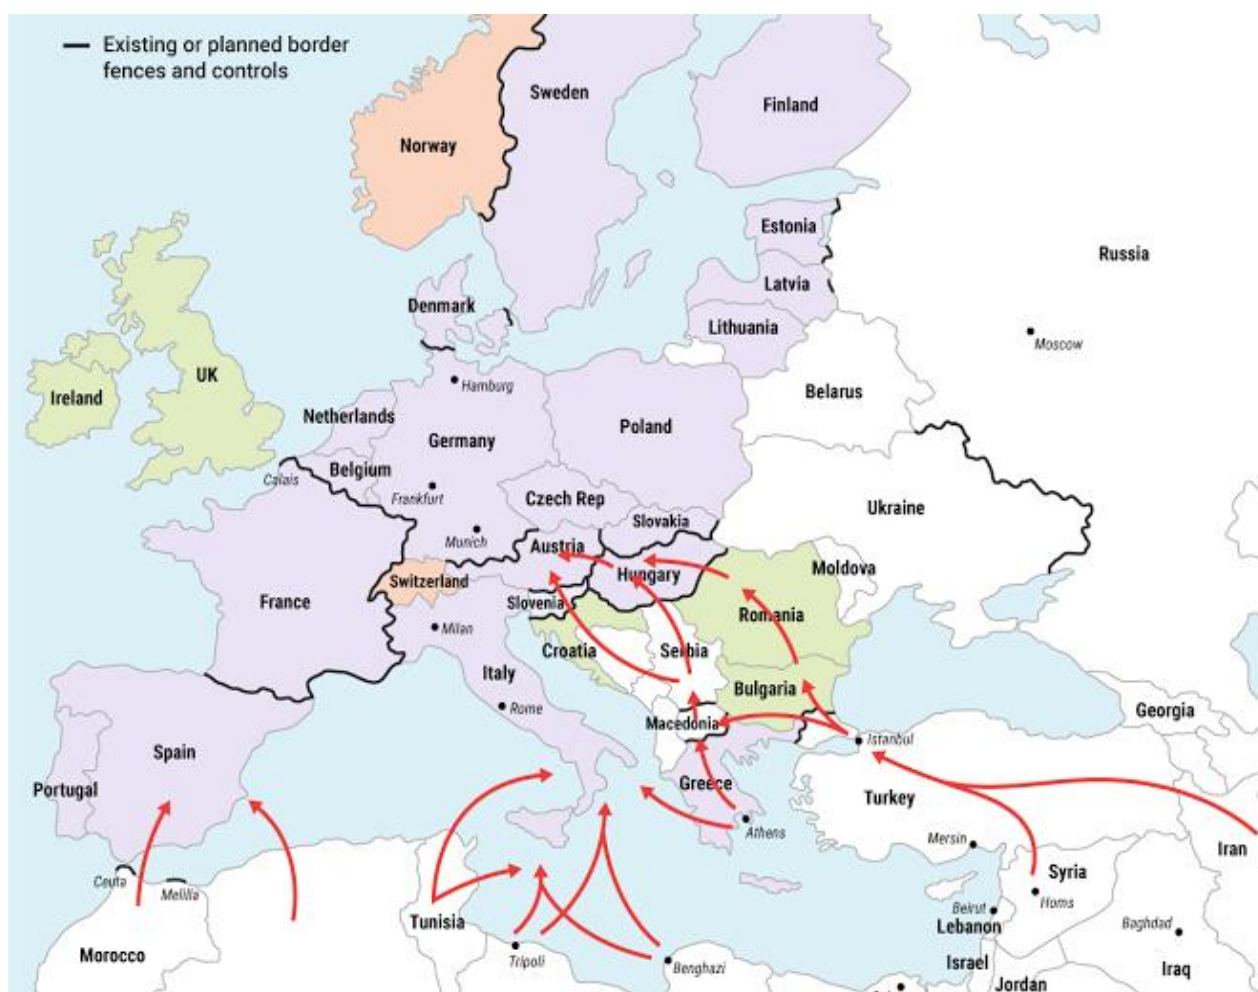 Existing or planned border
fences and controls
Sweden
Finland
Norway
Estonia
Russia
Latvia
Denmark
Lithuania
Moscow
UK
Hamburg
Ireland
Belarus
Netherlands
Germany
Poland
Belgium
Calais
Frankfurt
Czech Rep
Ukraine
Slovakia
Munich
Austria
Moldova
Hungary
Switzerland
France
Slovenia
Romania
Milan
Croatia
Serbia
Italy
Bulgaria
Rome
Georgia
Macedonia
Istanbul
Spain
Portugal
Greece
Turkey
Athens
Mersin
Iran
Ceuta
Melilla
Syria
Homs
Beirut
Tunisia
Lebanon
Baghdad
Morocco
Tripoli
Benghazi
Israel
Iraq
Jordan